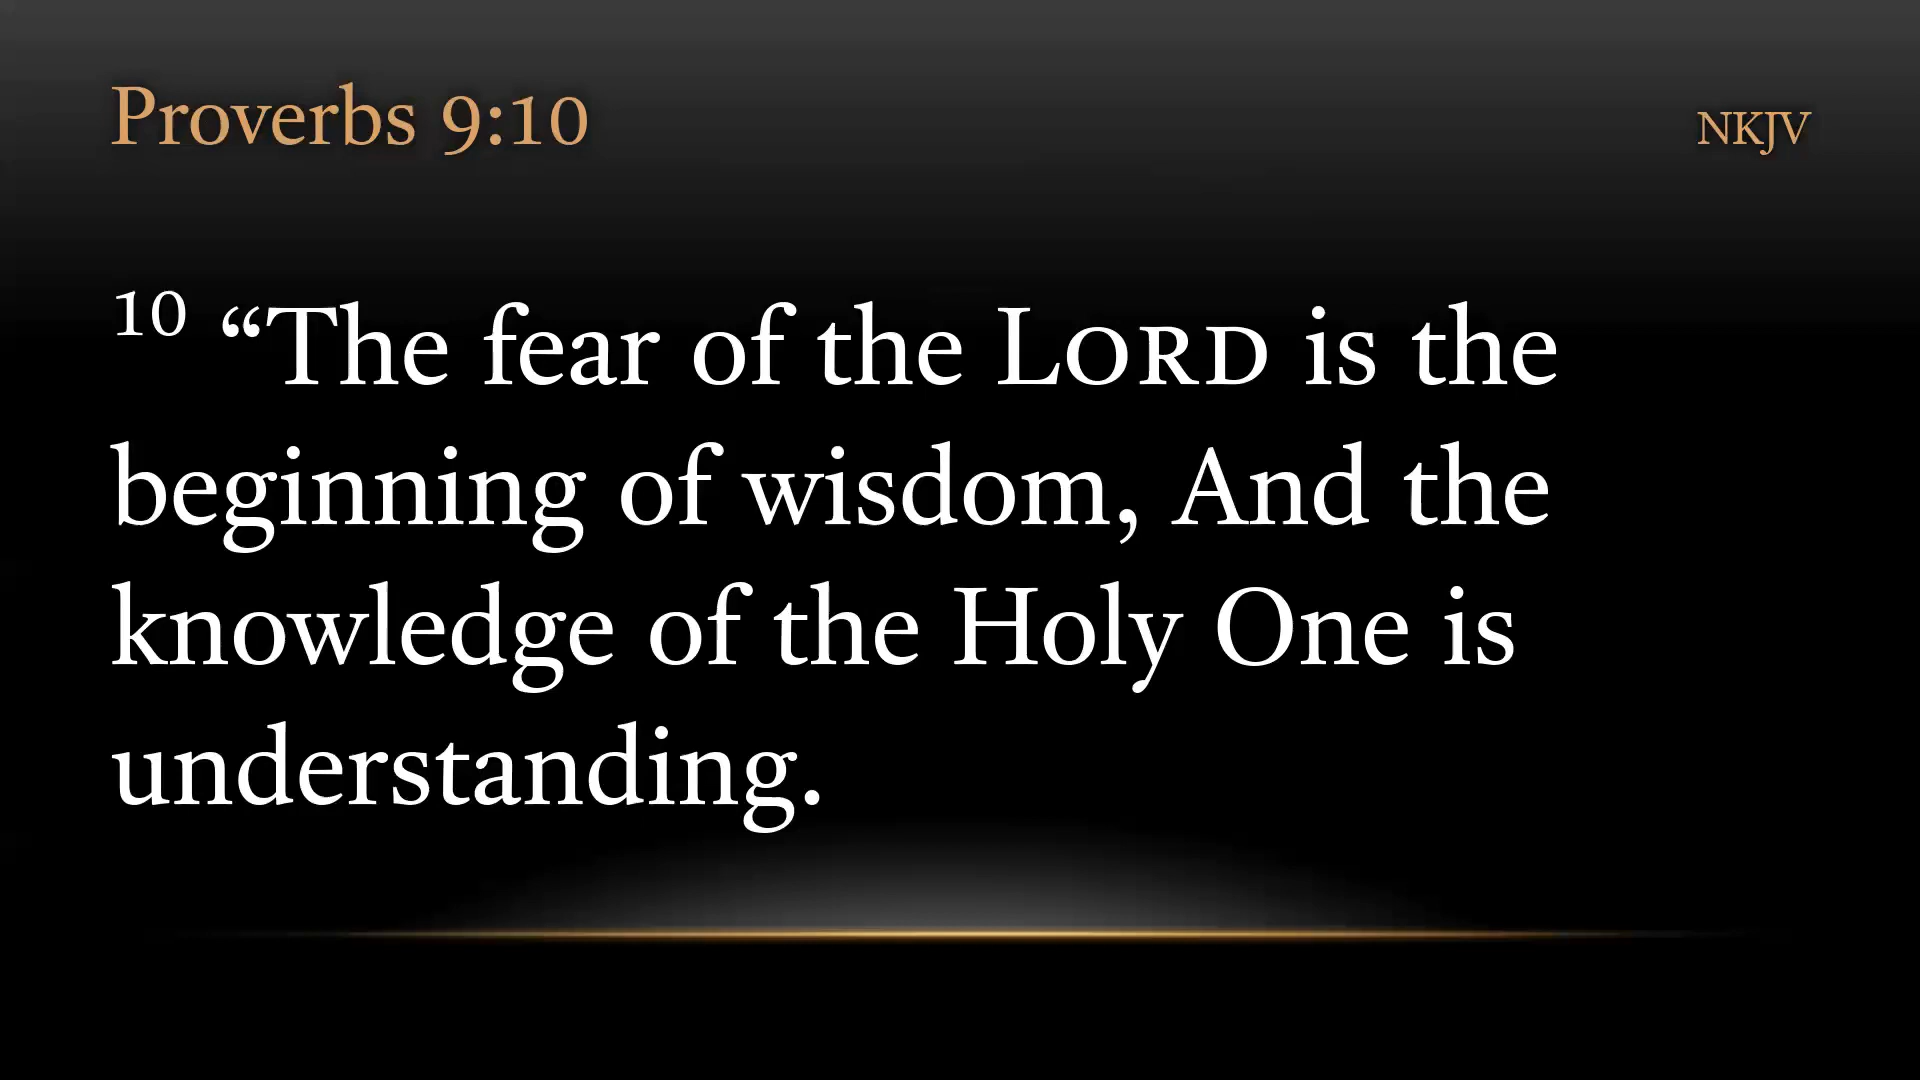 Proverbs 9:10
NKJV
10 “The fear of the LORD is the
beginning of wisdom, And the
knowledge of the Holy One is
understanding.